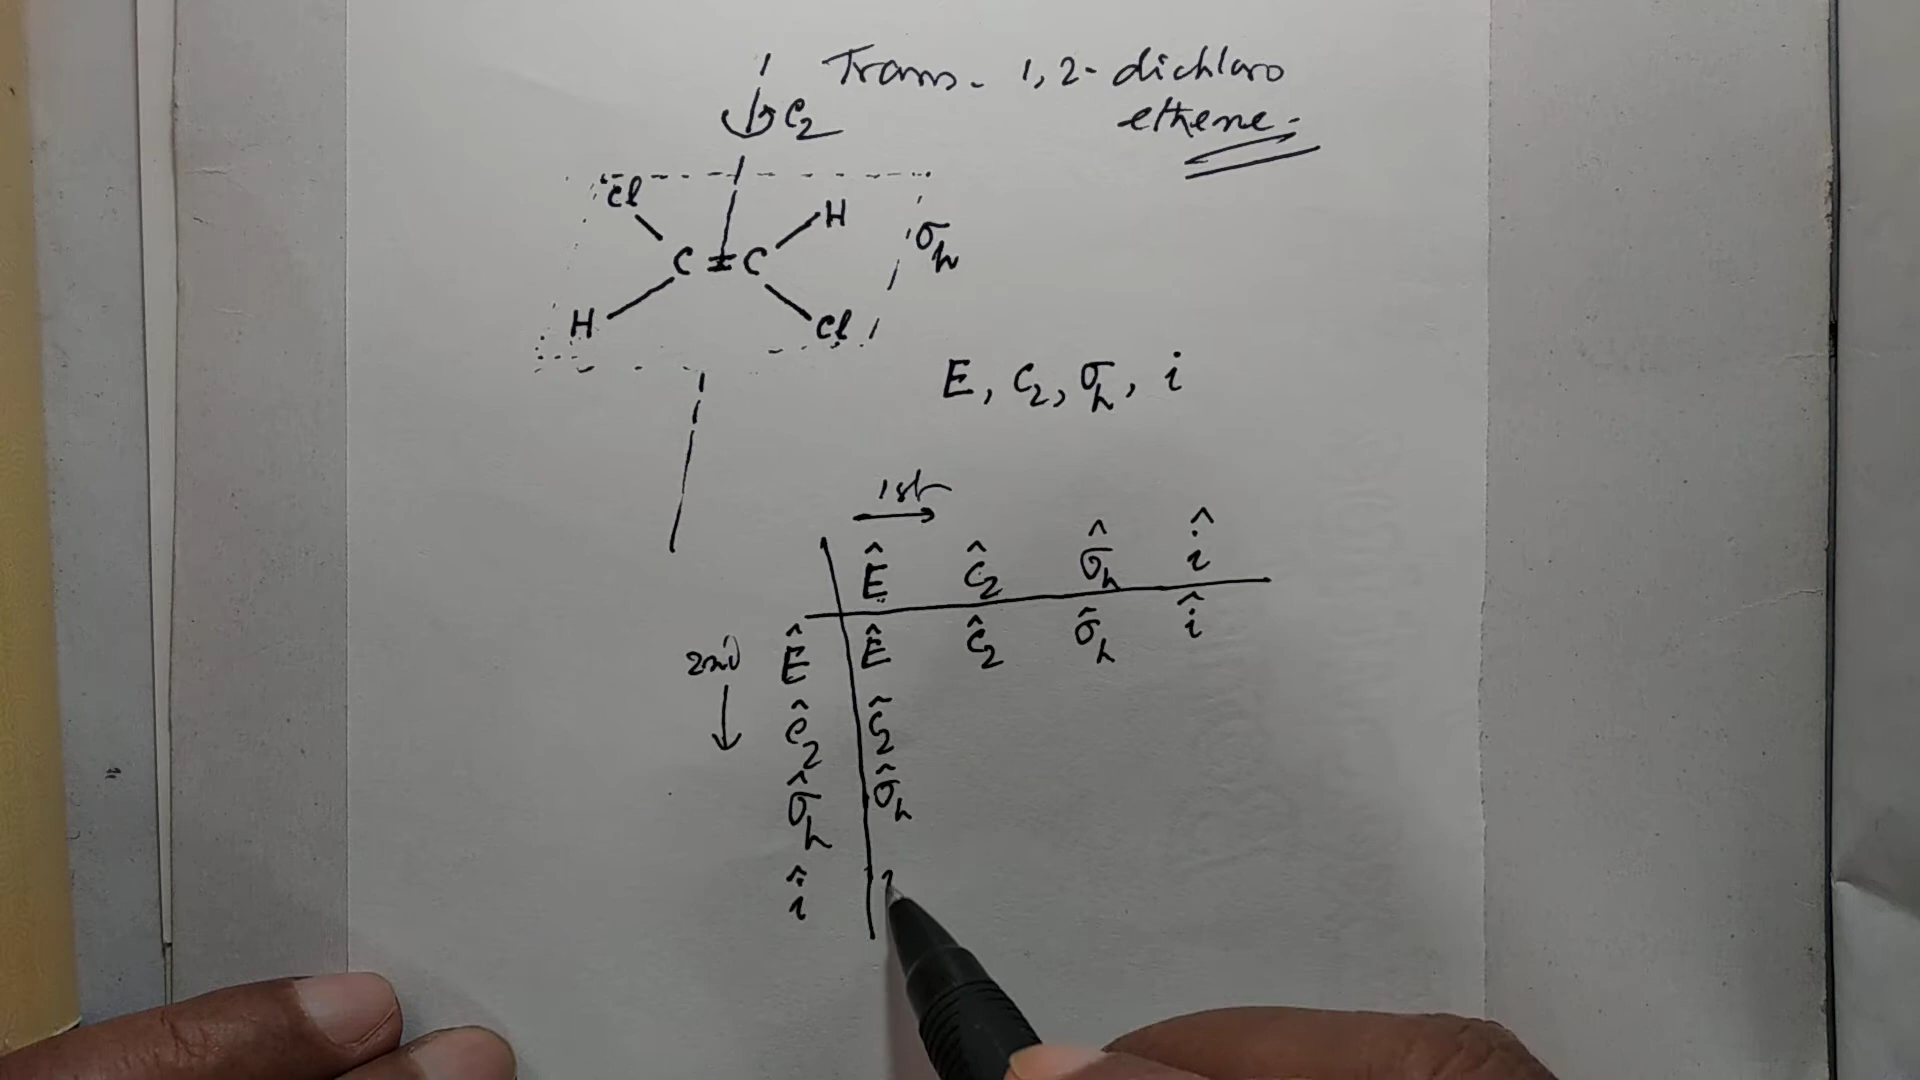 Trans- 1,2-dichloro
ethene-
C₂
Cl H
C=C σₕ
H Cl
E, C₂, σₕ, i
1st
Ê Ĉ₂ σ̂ₕ î
2nd Ê Ê Ĉ₂ σ̂ₕ î
Ĉ₂ Ĉ₂
σ̂ₕ σ̂ₕ
î